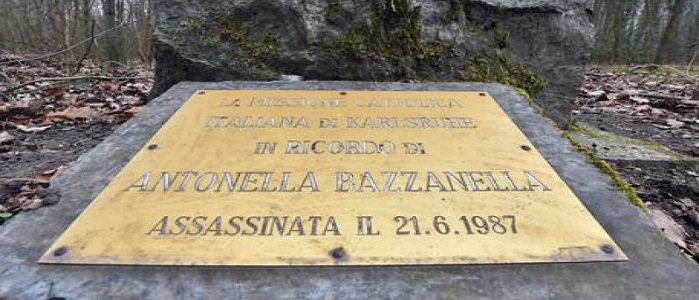 LA MISSIONE CATTOLICA
ITALIANA DI KARLSRUHE
IN RICORDO DI
ANTONELLA BAZZANELLA
ASSASSINATA IL 21.6.1987